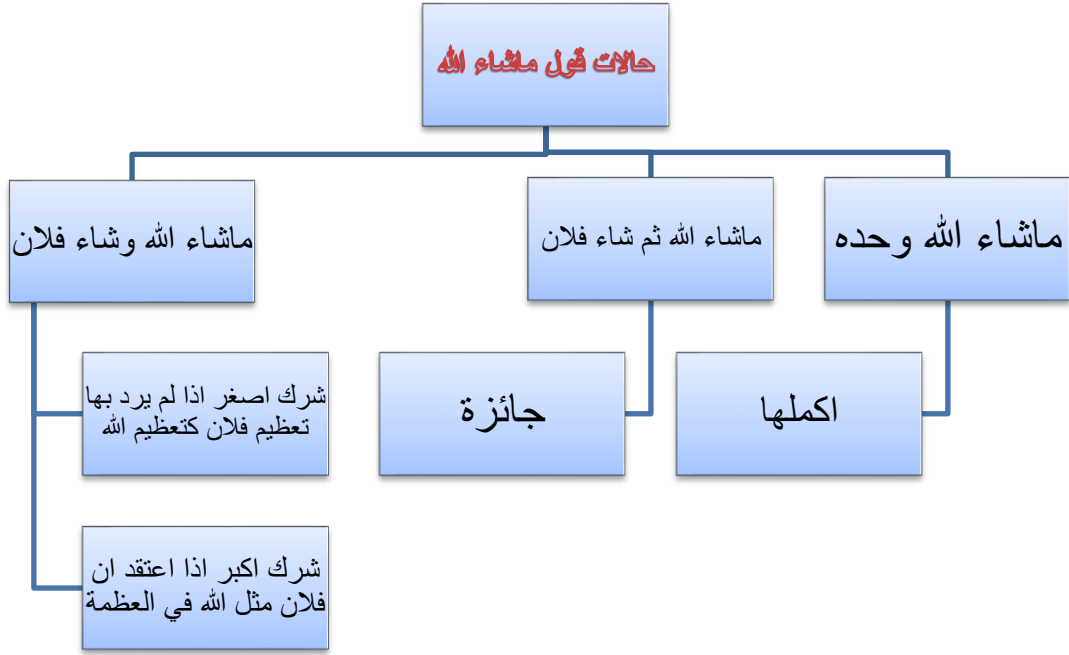 حالات قول ماشاء الله
ماشاء الله وحده
ماشاء الله ثم شاء فلان
ماشاء الله وشاء فلان
اكملها
جائزة
شرك اصغر اذا لم يرد بها
تعظيم فلان كتعظيم الله
شرك اكبر اذا اعتقد ان
فلان مثل الله في العظمة